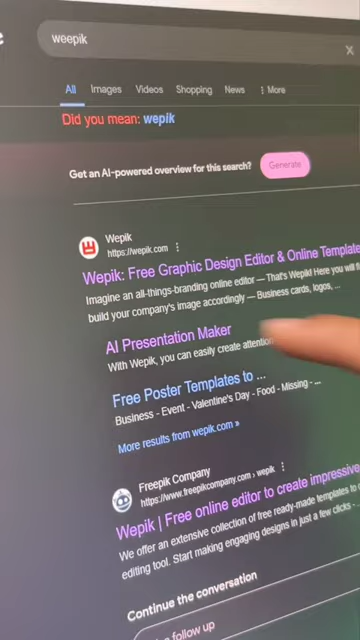 weepik
All Images Videos Shopping News More
Did you mean: wepik
Get an AI-powered overview for this search? Generate
Wepik
https://wepik.com
Wepik: Free Graphic Design Editor & Online Template
Imagine an all-things-branding online editor — That's Wepik! Here you will f
build your company's image accordingly — Business cards, logos, ...
AI Presentation Maker
With Wepik, you can easily create attention
Free Poster Templates to ...
Business - Event - Valentine's Day - Food - Missing - ...
More results from wepik.com »
Freepik Company
https://www.freepikcompany.com › wepik
Wepik | Free online editor to create impressive
We offer an extensive collection of free ready-made templates to
editing tool. Start making engaging designs in just a few clicks -
Continue the conversation
follow up